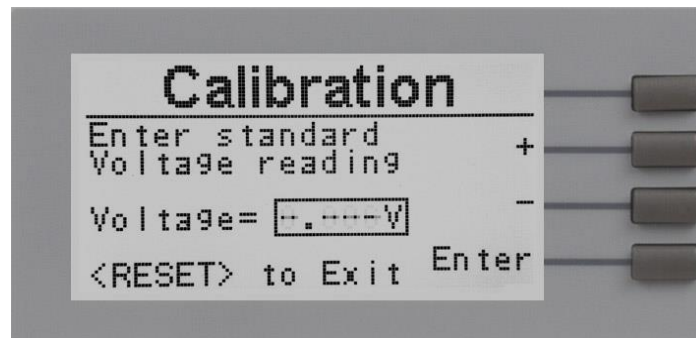 Calibration
Enter standard
Voltage reading
+
Voltage= -.---V
-
<RESET> to Exit
Enter